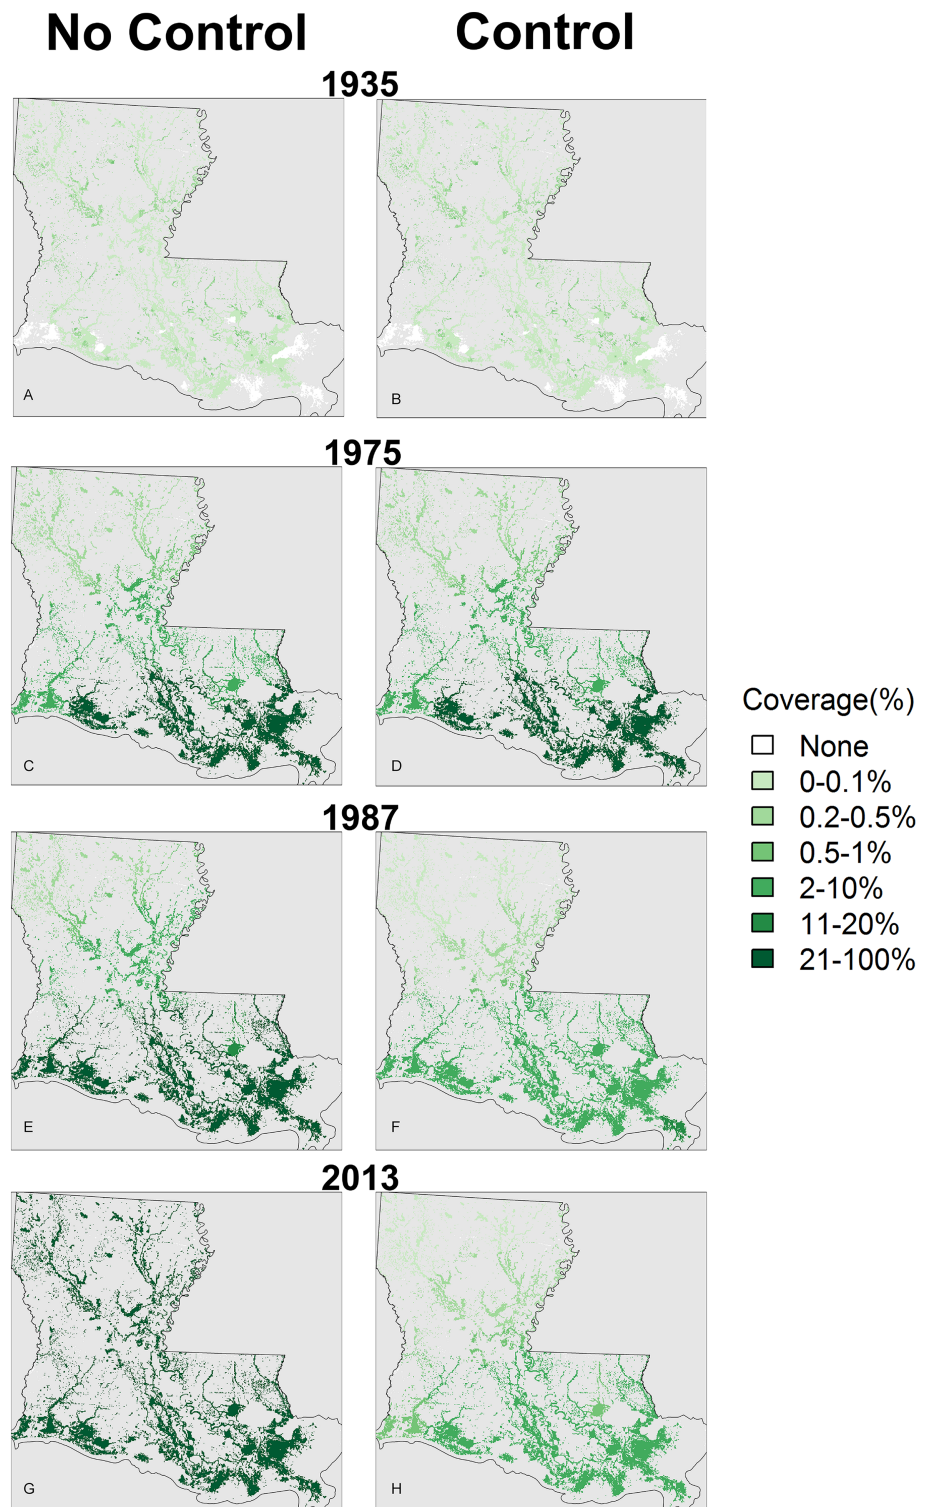 No Control Control
1935
A B
1975
C D
1987
E F
2013
G H
Coverage(%)
None
0-0.1%
0.2-0.5%
0.5-1%
2-10%
11-20%
21-100%